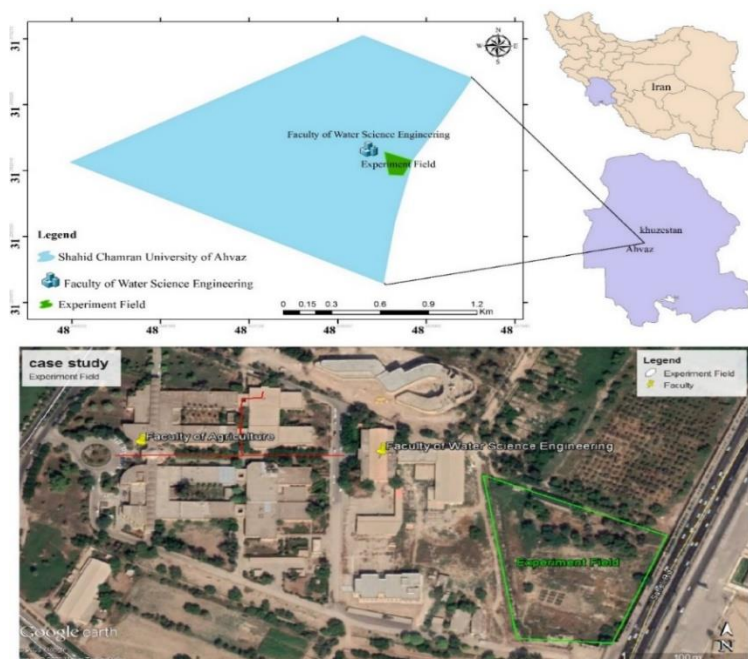 31
31
31
31
31
N
W
E
S
Faculty of Water Science Engineering
Experiment Field
Legend
Shahid Chamran University of Ahvaz
Faculty of Water Science Engineering
Experiment Field
0 0.15 0.3 0.6 0.9 1.2
Km
48 48 48 48 48 48
Iran
khuzestan
Ahvaz
case study
Experiment Field
Legend
Experiment Field
Faculty
Faculty of Agriculture
Faculty of Water Science Engineering
Experiment Field
Google earth
N
100 m